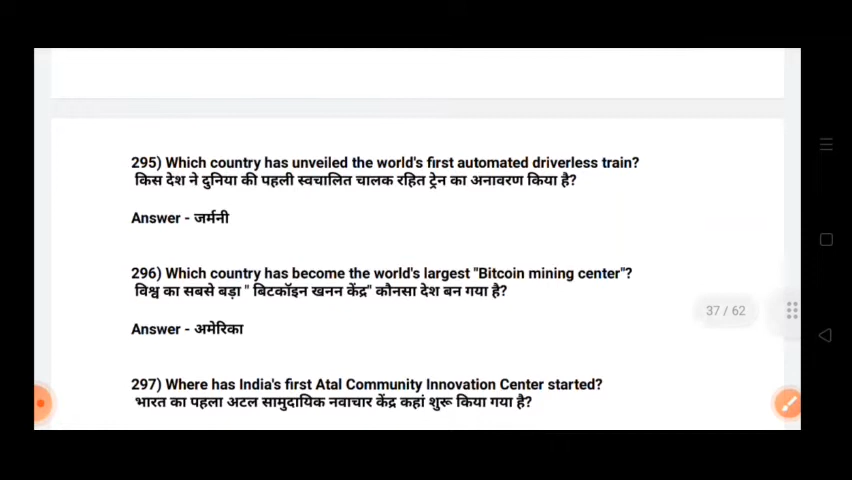 295) Which country has unveiled the world's first automated driverless train?
किस देश ने दुनिया की पहली स्वचालित चालक रहित ट्रेन का अनावरण किया है?
Answer - जर्मनी
296) Which country has become the world's largest "Bitcoin mining center"?
विश्व का सबसे बड़ा " बिटकॉइन खनन केंद्र" कौनसा देश बन गया है?
Answer - अमेरिका
37 / 62
297) Where has India's first Atal Community Innovation Center started?
भारत का पहला अटल सामुदायिक नवाचार केंद्र कहां शुरू किया गया है?